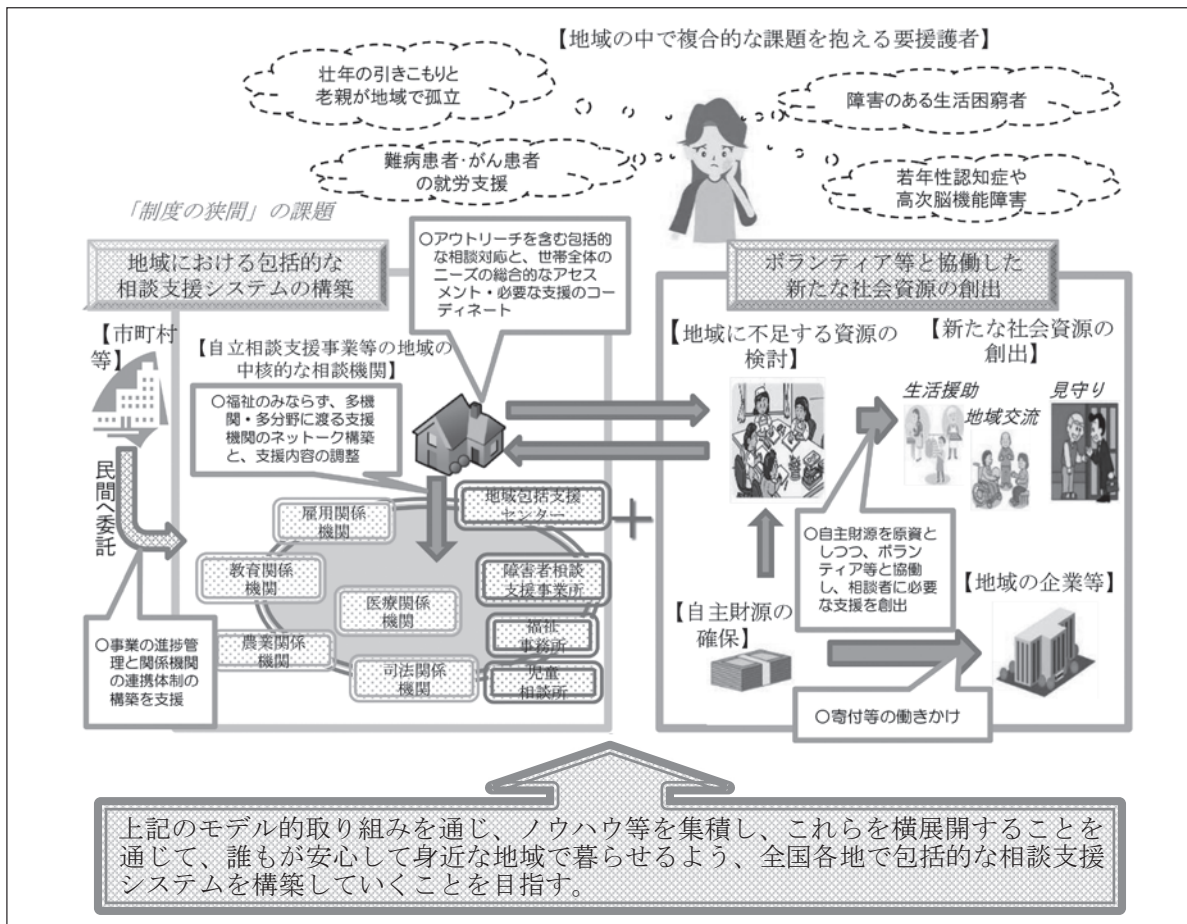 【地域の中で複合的な課題を抱える要援護者】
壮年の引きこもりと
老親が地域で孤立
障害のある生活困窮者
難病患者･がん患者
の就労支援
若年性認知症や
高次脳機能障害
「制度の狭間」の課題
地域における包括的な
相談支援システムの構築
○アウトリーチを含む包括的
な相談対応と、世帯全体の
ニーズの総合的なアセス
メント・必要な支援のコー
ディネート
ボランティア等と協働した
新たな社会資源の創出
【市町村
等】
【自立相談支援事業等の地域の
中核的な相談機関】
○福祉のみならず、多機
関・多分野に渡る支援
機関のネットーク構築
と、支援内容の調整
民間へ委託
雇用関係
機関
地域包括支援
センター
教育関係
機関
障害者相談
支援事業所
医療関係
機関
福祉
事務所
農業関係
機関
司法関係
機関
児童
相談所
○事業の進捗管
理と関係機関
の連携体制の
構築を支援
＋
【地域に不足する資源の
検討】
【新たな社会資源の
創出】
生活援助
見守り
地域交流
○自主財源を原資と
しつつ、ボラン
ティア等と協働
し、相談者に必要
な支援を創出
【自主財源の
確保】
【地域の企業等】
○寄付等の働きかけ
上記のモデル的取り組みを通じ、ノウハウ等を集積し、これらを横展開することを
通じて、誰もが安心して身近な地域で暮らせるよう、全国各地で包括的な相談支援
システムを構築していくことを目指す。